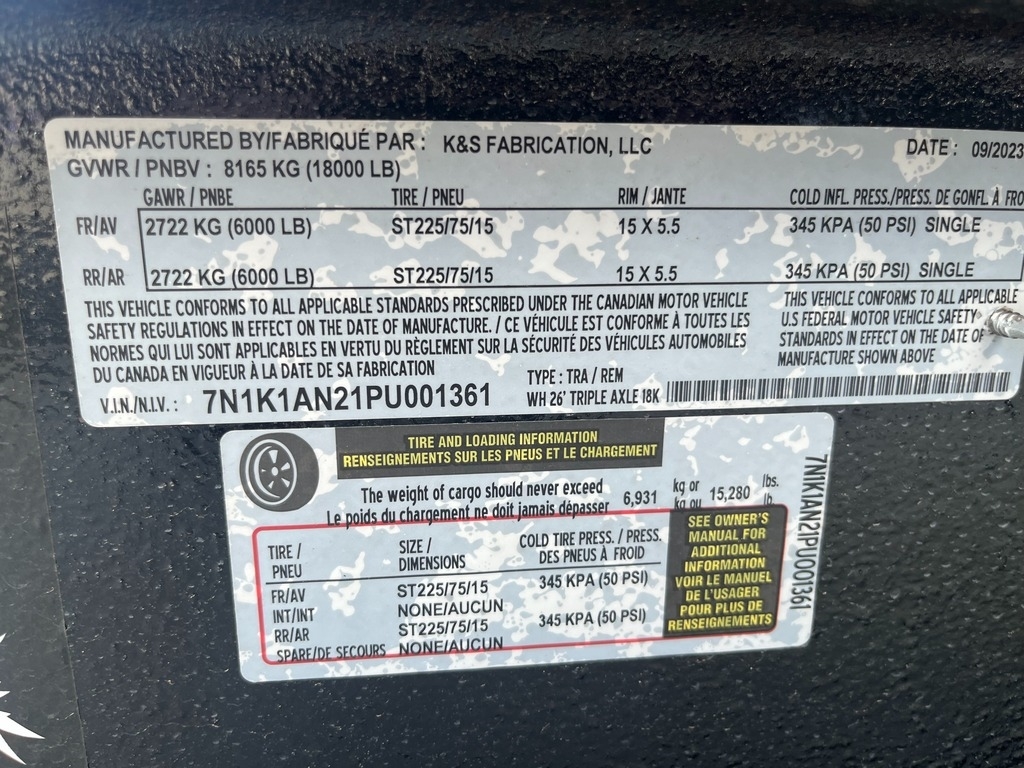 MANUFACTURED BY/FABRIQUÉ PAR : K&S FABRICATION, LLC DATE : 09/2023
GVWR / PNBV : 8165 KG (18000 LB)
GAWR / PNBE TIRE / PNEU RIM / JANTE COLD INFL. PRESS./PRESS. DE GONFL. À FRO
FR/AV 2722 KG (6000 LB) ST225/75/15 15 X 5.5 345 KPA (50 PSI) SINGLE
RR/AR 2722 KG (6000 LB) ST225/75/15 15 X 5.5 345 KPA (50 PSI) SINGLE
THIS VEHICLE CONFORMS TO ALL APPLICABLE STANDARDS PRESCRIBED UNDER THE CANADIAN MOTOR VEHICLE
SAFETY REGULATIONS IN EFFECT ON THE DATE OF MANUFACTURE. / CE VÉHICULE EST CONFORME À TOUTES LES
NORMES QUI LUI SONT APPLICABLES EN VERTU DU RÈGLEMENT SUR LA SÉCURITÉ DES VÉHICULES AUTOMOBILES
DU CANADA EN VIGUEUR À LA DATE DE SA FABRICATION
THIS VEHICLE CONFORMS TO ALL APPLICABLE
U.S FEDERAL MOTOR VEHICLE SAFETY
STANDARDS IN EFFECT ON THE DATE OF
MANUFACTURE SHOWN ABOVE
V.I.N./N.I.V. : 7N1K1AN21PU001361
TYPE : TRA / REM
WH 26' TRIPLE AXLE 18K
TIRE AND LOADING INFORMATION
RENSEIGNEMENTS SUR LES PNEUS ET LE CHARGEMENT
The weight of cargo should never exceed
Le poids du chargement ne doit jamais dépasser
6,931 kg or 15,280 lbs.
kg ou lb
TIRE / SIZE / COLD TIRE PRESS. / PRESS.
PNEU DIMENSIONS DES PNEUS À FROID
FR/AV ST225/75/15 345 KPA (50 PSI)
INT/INT NONE/AUCUN
RR/AR ST225/75/15 345 KPA (50 PSI)
SPARE/DE SECOURS NONE/AUCUN
SEE OWNER'S
MANUAL FOR
ADDITIONAL
INFORMATION
VOIR LE MANUEL
DE L'USAGER
POUR PLUS DE
RENSEIGNEMENTS
7N1K1AN21PU001361